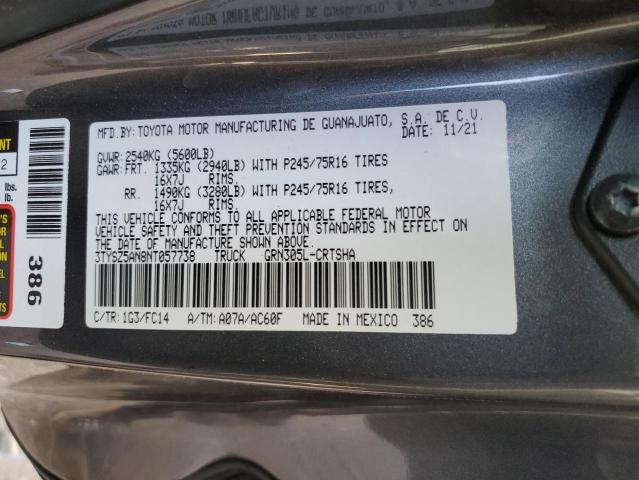 MFD.BY: TOYOTA MOTOR MANUFACTURING DE GUANAJUATO, S.A. DE C.V.
DATE: 11/21
GVWR: 2540KG (5600LB)
GAWR: FRT. 1335KG (2940LB) WITH P245/75R16 TIRES
16X7J RIMS.
RR. 1490KG (3280LB) WITH P245/75R16 TIRES,
16X7J RIMS.
THIS VEHICLE CONFORMS TO ALL APPLICABLE FEDERAL MOTOR
VEHICLE SAFETY AND THEFT PREVENTION STANDARDS IN EFFECT ON
THE DATE OF MANUFACTURE SHOWN ABOVE.
3TYSZ5AN8NT057738 TRUCK GRN305L-CRTSHA
C/TR: 1G3/FC14 A/TM: A07A/AC60F MADE IN MEXICO 386
2
lbs.
lb.
386